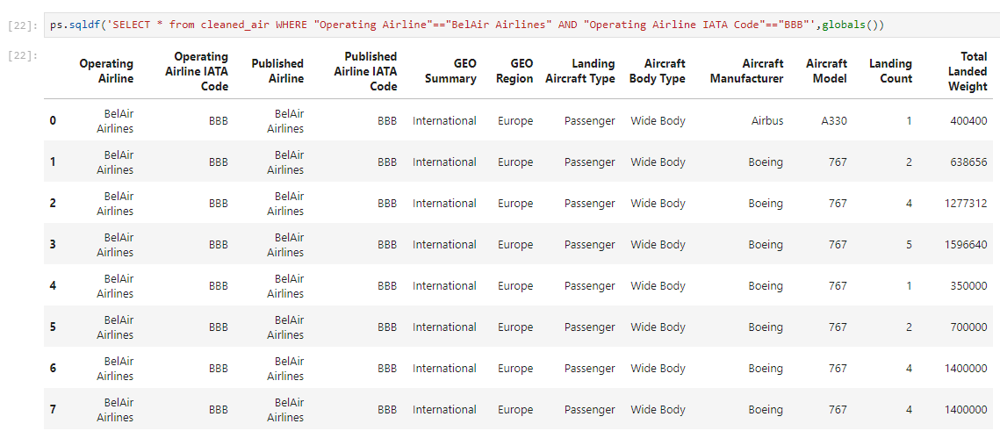 [22]: ps.sqldf('SELECT * from cleaned_air WHERE "Operating Airline"=="BelAir Airlines" AND "Operating Airline IATA Code"=="BBB"',globals())
[22]:
Operating Airline Operating Airline IATA Code Published Airline Published Airline IATA Code GEO Summary GEO Region Landing Aircraft Type Aircraft Body Type Aircraft Manufacturer Aircraft Model Landing Count Total Landed Weight
0 BelAir Airlines BBB BelAir Airlines BBB International Europe Passenger Wide Body Airbus A330 1 400400
1 BelAir Airlines BBB BelAir Airlines BBB International Europe Passenger Wide Body Boeing 767 2 638656
2 BelAir Airlines BBB BelAir Airlines BBB International Europe Passenger Wide Body Boeing 767 4 1277312
3 BelAir Airlines BBB BelAir Airlines BBB International Europe Passenger Wide Body Boeing 767 5 1596640
4 BelAir Airlines BBB BelAir Airlines BBB International Europe Passenger Wide Body Boeing 767 1 350000
5 BelAir Airlines BBB BelAir Airlines BBB International Europe Passenger Wide Body Boeing 767 2 700000
6 BelAir Airlines BBB BelAir Airlines BBB International Europe Passenger Wide Body Boeing 767 4 1400000
7 BelAir Airlines BBB BelAir Airlines BBB International Europe Passenger Wide Body Boeing 767 4 1400000